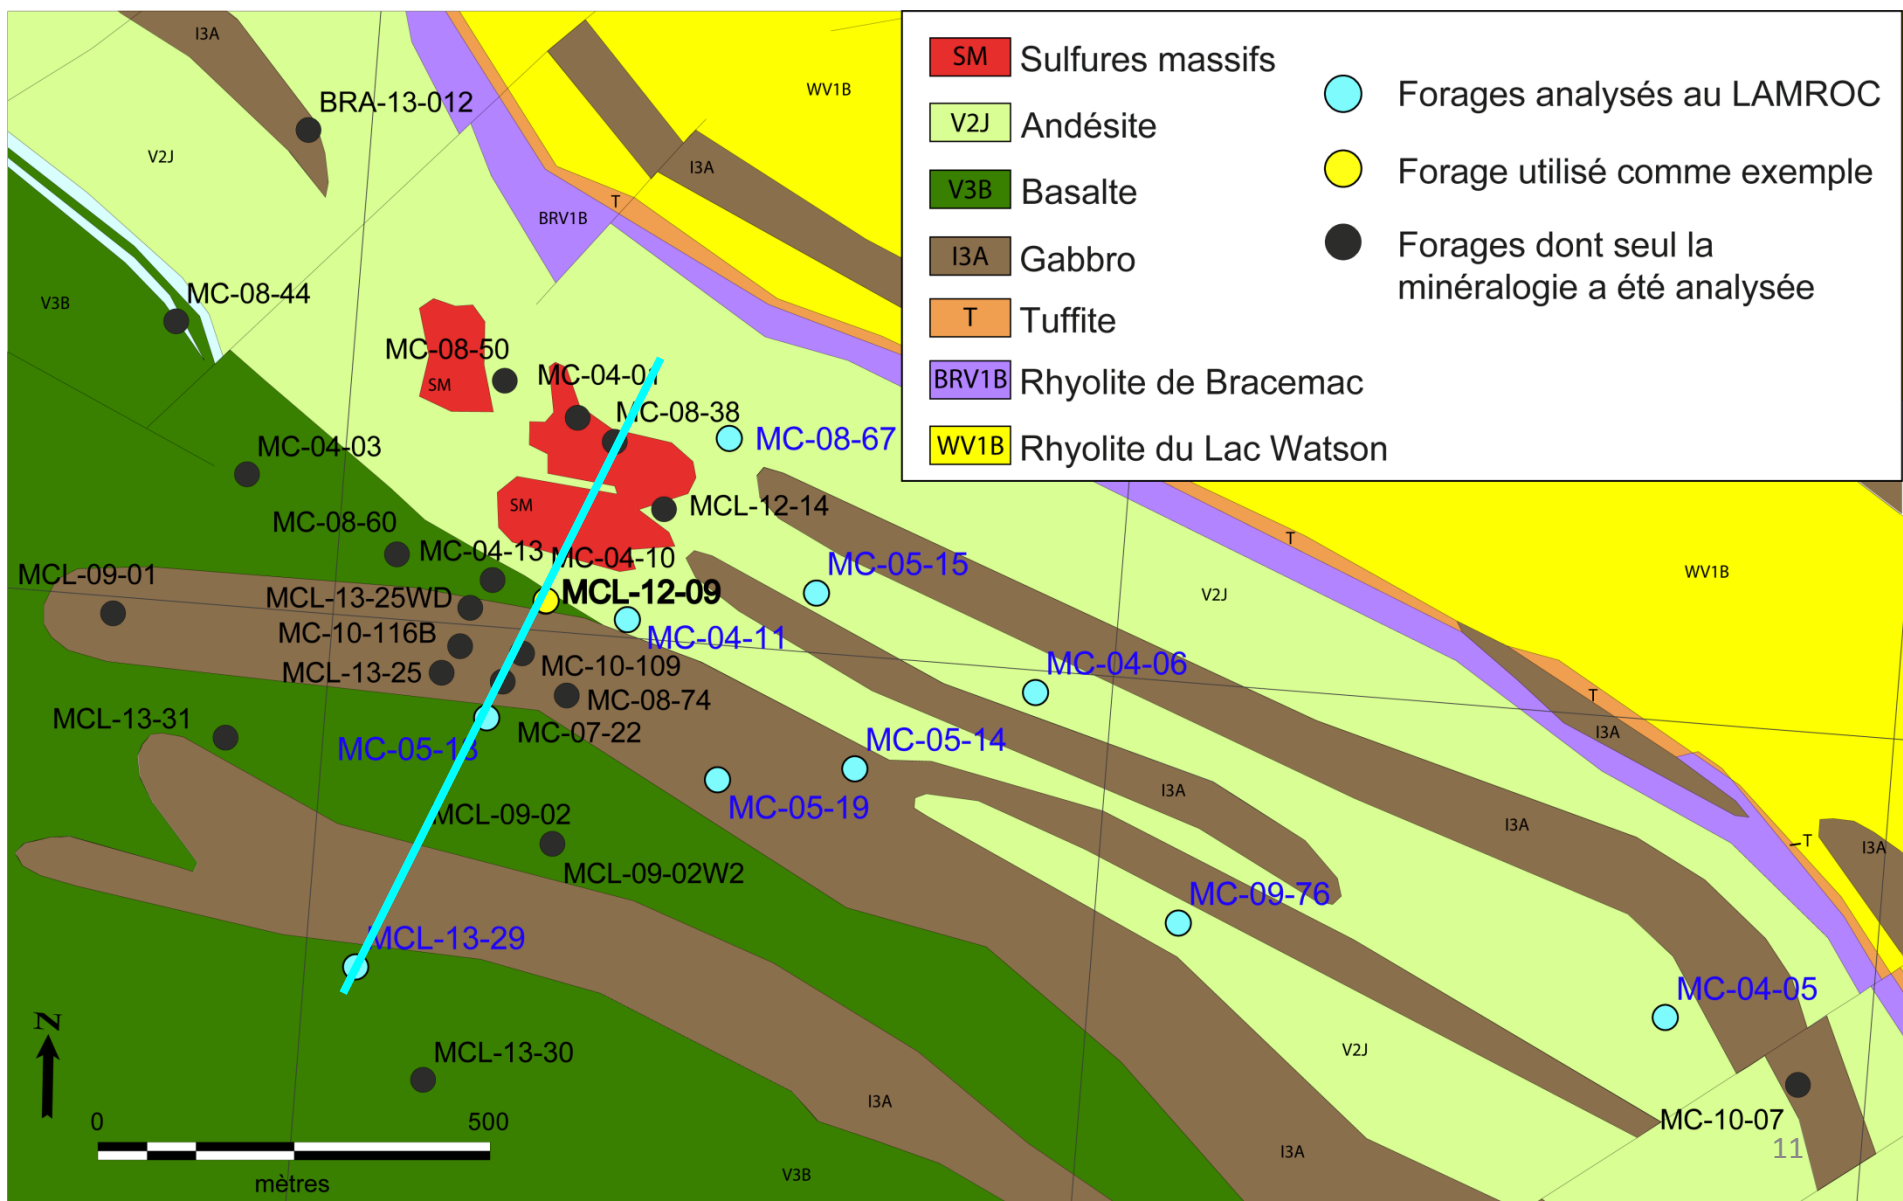 I3A
BRA-13-012
V2J
WV1B
I3A
T
BRV1B
MC-08-44
V3B
MC-08-50
SM
MC-04-01
MC-08-38
MC-08-67
MC-04-03
SM
MCL-12-14
MC-08-60
MC-04-13
MC-04-10
MCL-09-01
MCL-12-09
MC-05-15
MCL-13-25WD
MC-04-11
MC-10-116B
MCL-13-25
MC-10-109
MC-08-74
MC-04-06
MCL-13-31
MC-07-22
MC-05-13
MC-05-14
MC-05-19
MCL-09-02
MCL-09-02W2
MC-09-76
MCL-13-29
MC-04-05
MCL-13-30
MC-10-07
11
V2J
T
WV1B
T
I3A
I3A
I3A
T
I3A
V2J
I3A
I3A
V3B
N
0
500
mètres
SM Sulfures massifs
V2J Andésite
V3B Basalte
I3A Gabbro
T Tuffite
BRV1B Rhyolite de Bracemac
WV1B Rhyolite du Lac Watson
Forages analysés au LAMROC
Forage utilisé comme exemple
Forages dont seul la
minéralogie a été analysée